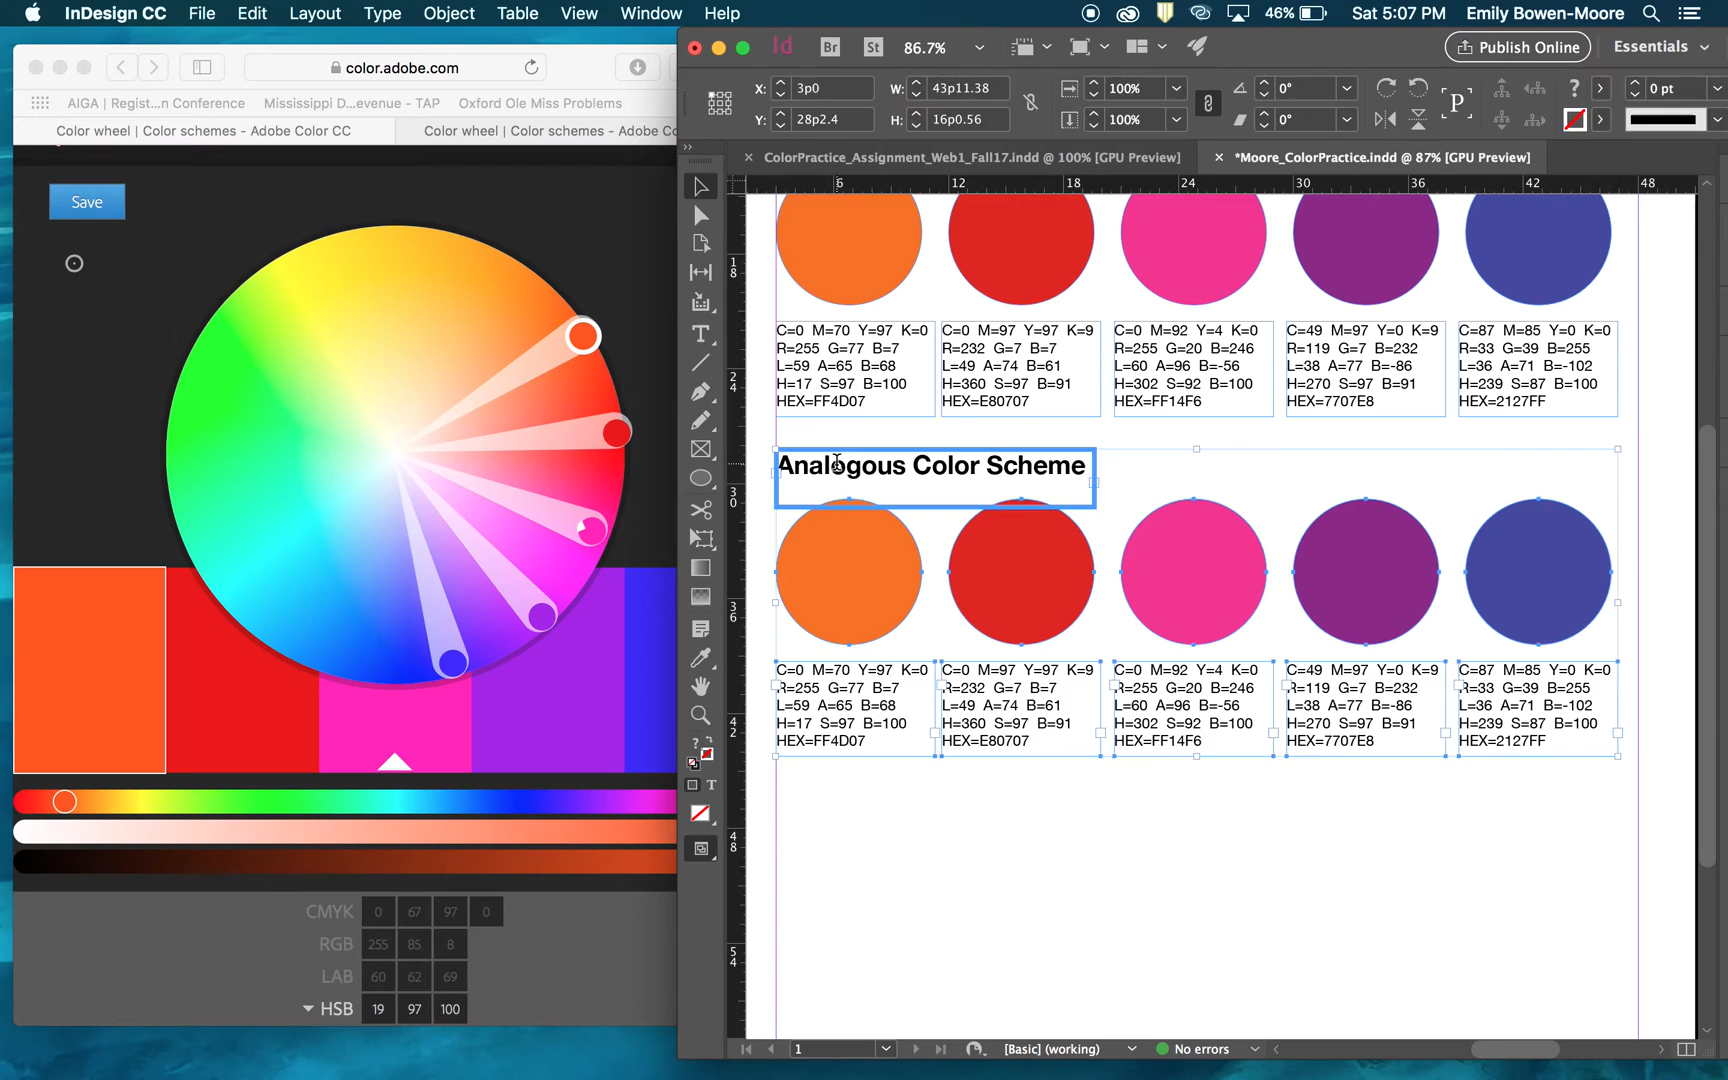 InDesign CC File Edit Layout Type Object Table View Window Help
46% Sat 5:07 PM Emily Bowen-Moore
color.adobe.com
AIGA | Regist...n Conference Mississippi D...evenue - TAP Oxford Ole Miss Problems
Color wheel | Color schemes - Adobe Color CC Color wheel | Color schemes - Adobe Co
Save
CMYK 0 67 97 0
RGB 255 85 8
LAB 60 62 69
HSB 19 97 100
Id Br St 86.7% Publish Online Essentials
X: 3p0 W: 43p11.38 100% 0° P ? 0 pt
Y: 28p2.4 H: 16p0.56 100% 0°
ColorPractice_Assignment_Web1_Fall17.indd @ 100% [GPU Preview] *Moore_ColorPractice.indd @ 87% [GPU Preview]
6 12 18 24 30 36 42 48
18
24
30
36
42
48
54
C=0 M=70 Y=97 K=0
R=255 G=77 B=7
L=59 A=65 B=68
H=17 S=97 B=100
HEX=FF4D07
C=0 M=97 Y=97 K=9
R=232 G=7 B=7
L=49 A=74 B=61
H=360 S=97 B=91
HEX=E80707
C=0 M=92 Y=4 K=0
R=255 G=20 B=246
L=60 A=96 B=-56
H=302 S=92 B=100
HEX=FF14F6
C=49 M=97 Y=0 K=9
R=119 G=7 B=232
L=38 A=77 B=-86
H=270 S=97 B=91
HEX=7707E8
C=87 M=85 Y=0 K=0
R=33 G=39 B=255
L=36 A=71 B=-102
H=239 S=87 B=100
HEX=2127FF
Analogous Color Scheme
C=0 M=70 Y=97 K=0
R=255 G=77 B=7
L=59 A=65 B=68
H=17 S=97 B=100
HEX=FF4D07
C=0 M=97 Y=97 K=9
R=232 G=7 B=7
L=49 A=74 B=61
H=360 S=97 B=91
HEX=E80707
C=0 M=92 Y=4 K=0
R=255 G=20 B=246
L=60 A=96 B=-56
H=302 S=92 B=100
HEX=FF14F6
C=49 M=97 Y=0 K=9
R=119 G=7 B=232
L=38 A=77 B=-86
H=270 S=97 B=91
HEX=7707E8
C=87 M=85 Y=0 K=0
R=33 G=39 B=255
L=36 A=71 B=-102
H=239 S=87 B=100
HEX=2127FF
1 [Basic] (working) No errors